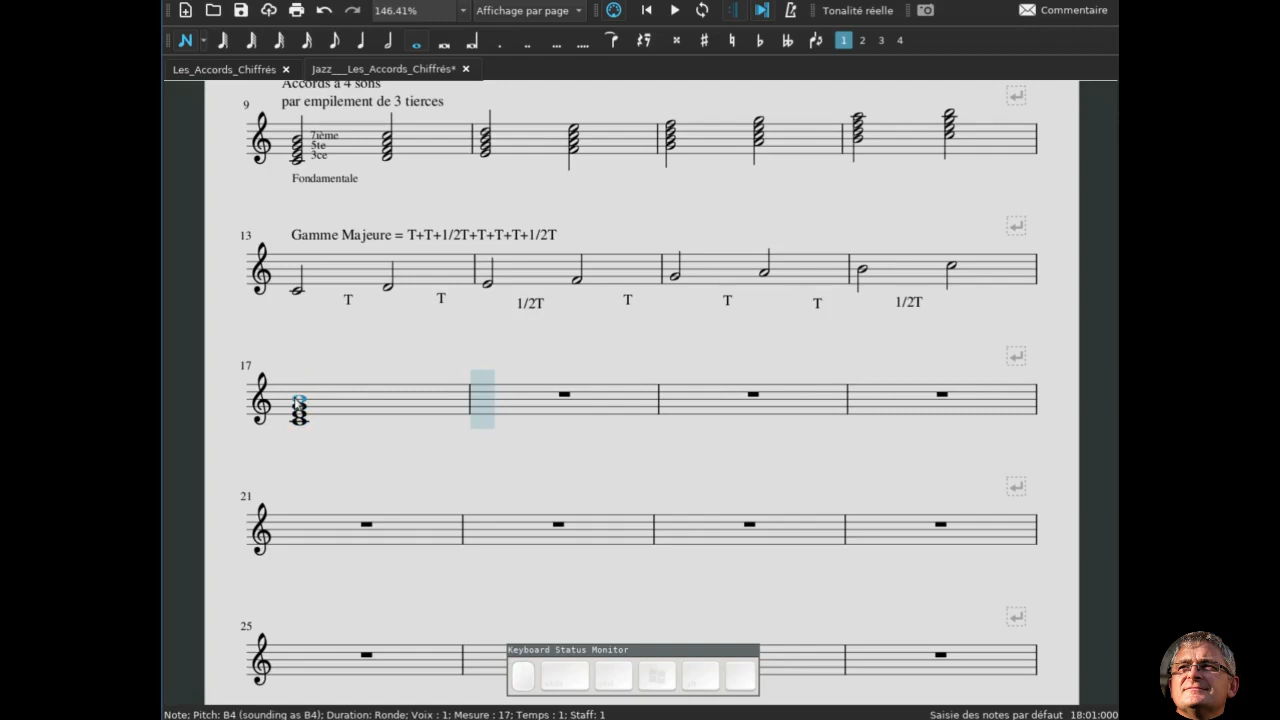 146.41%
Affichage par page
Tonalité réelle
Commentaire
1 2 3 4
Les_Accords_Chiffrés
Jazz___Les_Accords_Chiffrés*
Accords à 4 sons
par empilement de 3 tierces
9
7ième
5te
3ce
Fondamentale
13
Gamme Majeure = T+T+1/2T+T+T+T+1/2T
T T 1/2T T T T 1/2T
17
21
25
Keyboard Status Monitor
Note; Pitch: B4 (sounding as B4); Duration: Ronde; Voix : 1; Mesure : 17; Temps : 1; Staff: 1
Saisie des notes par défaut 18:01:000